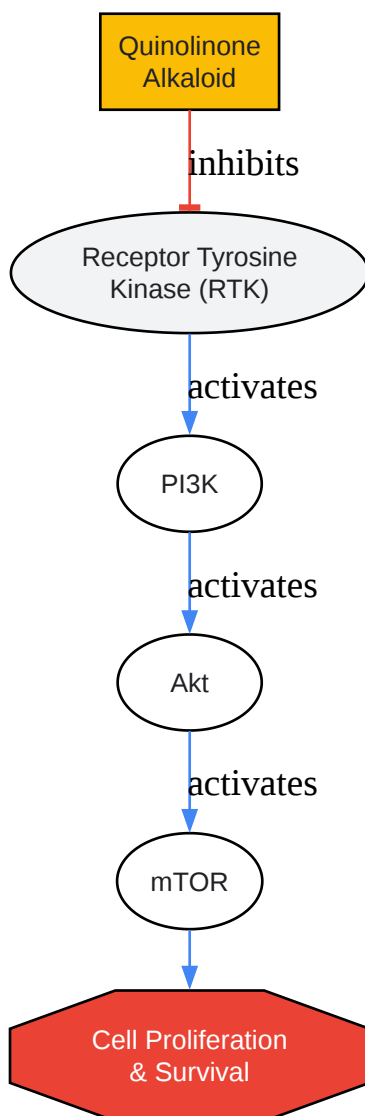 Quinolinone
Alkaloid
inhibits
Receptor Tyrosine
Kinase (RTK)
activates
PI3K
activates
Akt
activates
mTOR
Cell Proliferation
& Survival